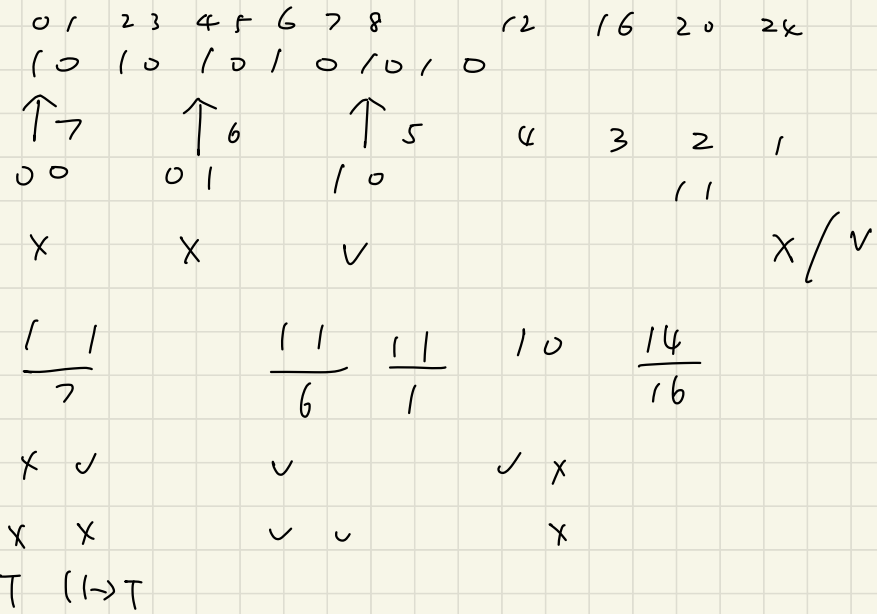 0 1 2 3 4 5 6 7 8 12 16 20 24
1 0 1 0 1 0 1 0 1 0 1 0
↑ 7 ↑ 6 ↑ 5 4 3 2 1
0 0 0 1 1 0 1 1
x x v x / v
1 1 1 1 1 1 1 0 14
7 6 1 16
x ✓ ✓ ✓ x
x x ✓ ✓ x
T (1→T